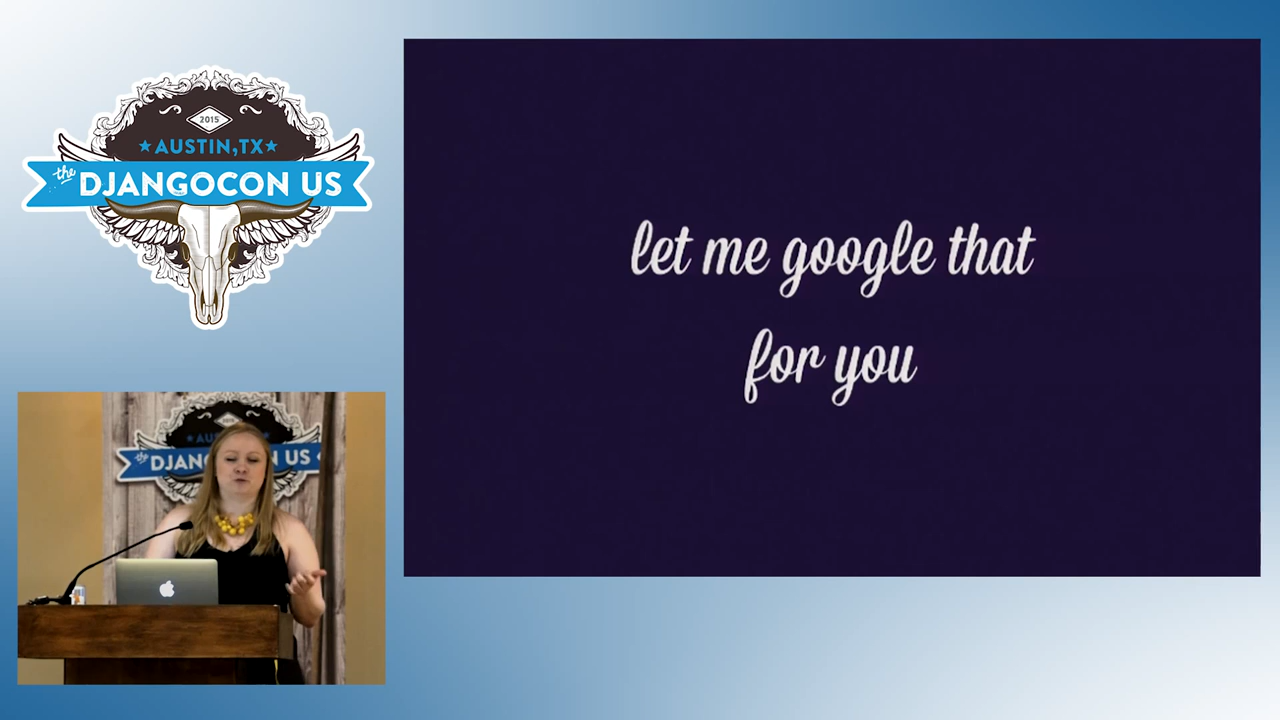 2015
AUSTIN, TX
the DJANGOCON US
let me google that
for you
the DJANGOCON US